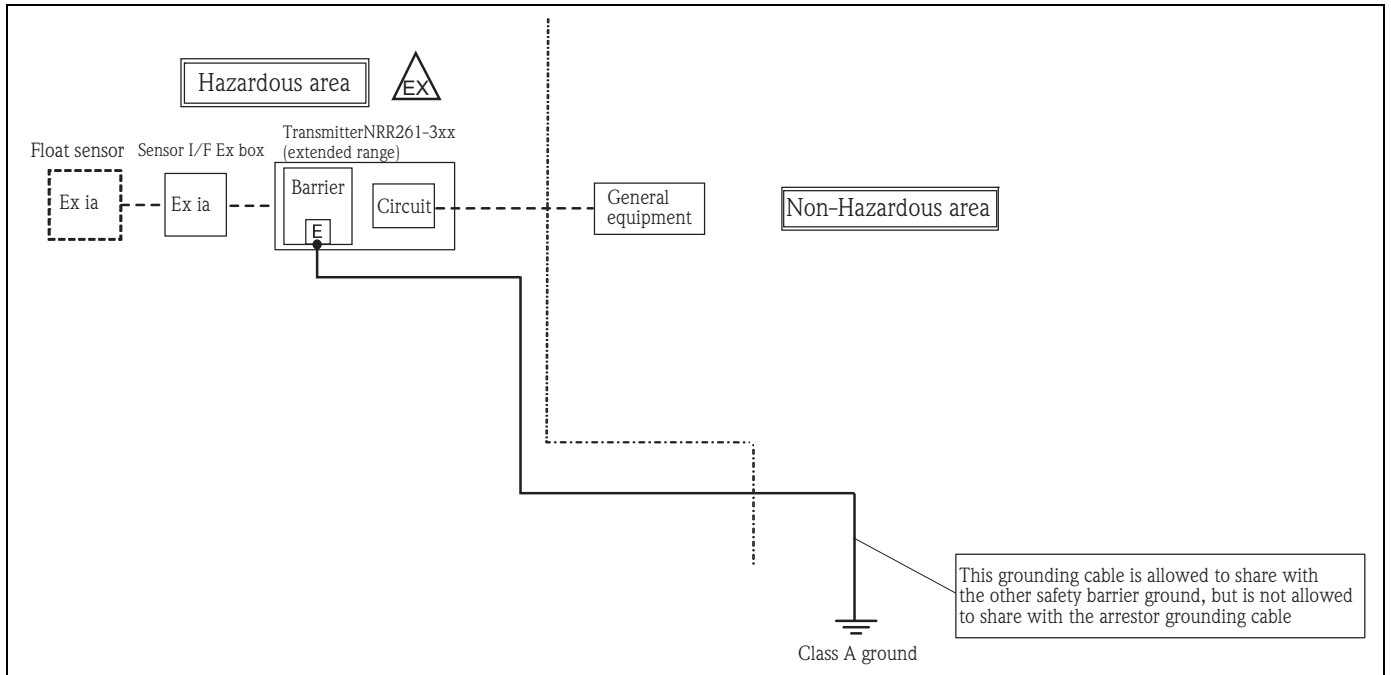 Hazardous area
EX
TransmitterNRR261-3xx
(extended range)
Float sensor
Sensor I/F Ex box
Ex ia
Ex ia
Barrier
E
Circuit
General
equipment
Non-Hazardous area
This grounding cable is allowed to share with
the other safety barrier ground, but is not allowed
to share with the arrestor grounding cable
Class A ground